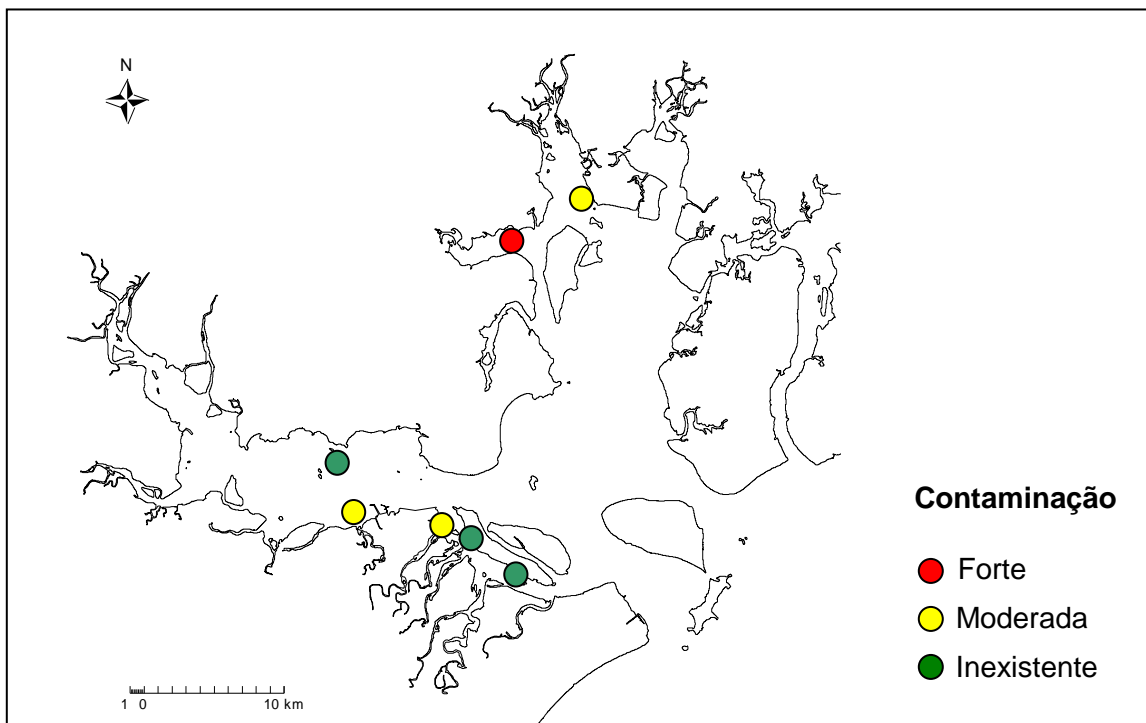 N
Contaminação
Forte
Moderada
Inexistente
1 0 10 km